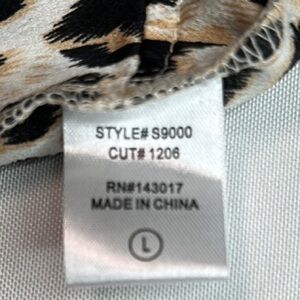 STYLE# S9000
CUT# 1206
RN#143017
MADE IN CHINA
L